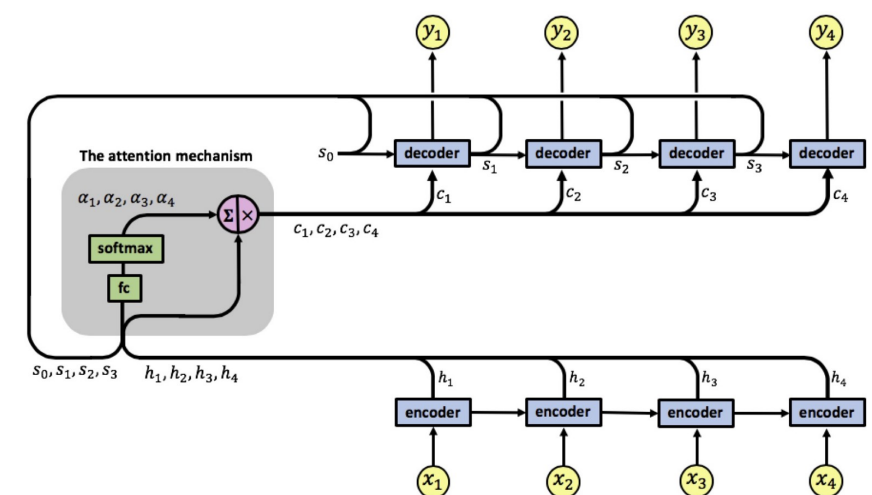 y₁ y₂ y₃ y₄
The attention mechanism
s₀ decoder s₁ decoder s₂ decoder s₃ decoder
α₁, α₂, α₃, α₄
c₁ c₂ c₃ c₄
Σ ×
c₁, c₂, c₃, c₄
softmax
fc
s₀, s₁, s₂, s₃ h₁, h₂, h₃, h₄
h₁ h₂ h₃ h₄
encoder encoder encoder encoder
x₁ x₂ x₃ x₄